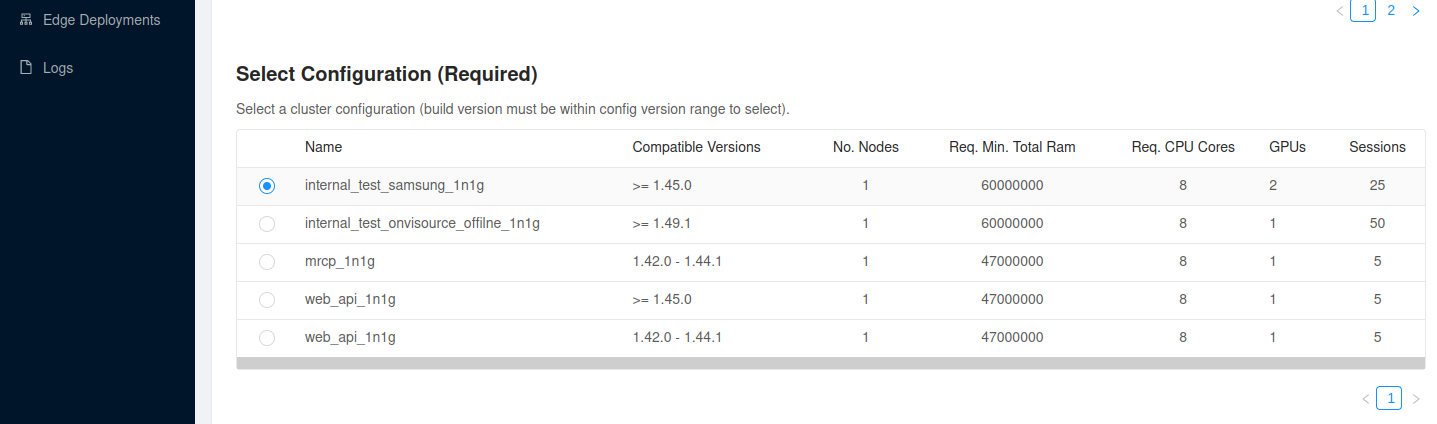 Edge Deployments
< 1 2 >
Logs
Select Configuration (Required)
Select a cluster configuration (build version must be within config version range to select).
Name Compatible Versions No. Nodes Req. Min. Total Ram Req. CPU Cores GPUs Sessions
internal_test_samsung_1n1g >= 1.45.0 1 60000000 8 2 25
internal_test_onvisource_offilne_1n1g >= 1.49.1 1 60000000 8 1 50
mrcp_1n1g 1.42.0 - 1.44.1 1 47000000 8 1 5
web_api_1n1g >= 1.45.0 1 47000000 8 1 5
web_api_1n1g 1.42.0 - 1.44.1 1 47000000 8 1 5
< 1 >